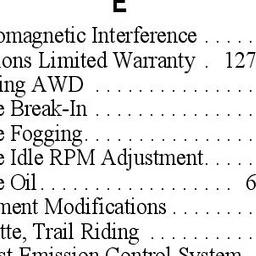 E
omagnetic Interference . . . . .
ons Limited Warranty . 127
ing AWD . . . . . . . . . . . . . .
e Break-In . . . . . . . . . . . . . .
e Fogging. . . . . . . . . . . . . . .
e Idle RPM Adjustment. . . . .
e Oil. . . . . . . . . . . . . . . . 6
ment Modifications . . . . . . . .
tte, Trail Riding . . . . . . . . .
st Emission Control System